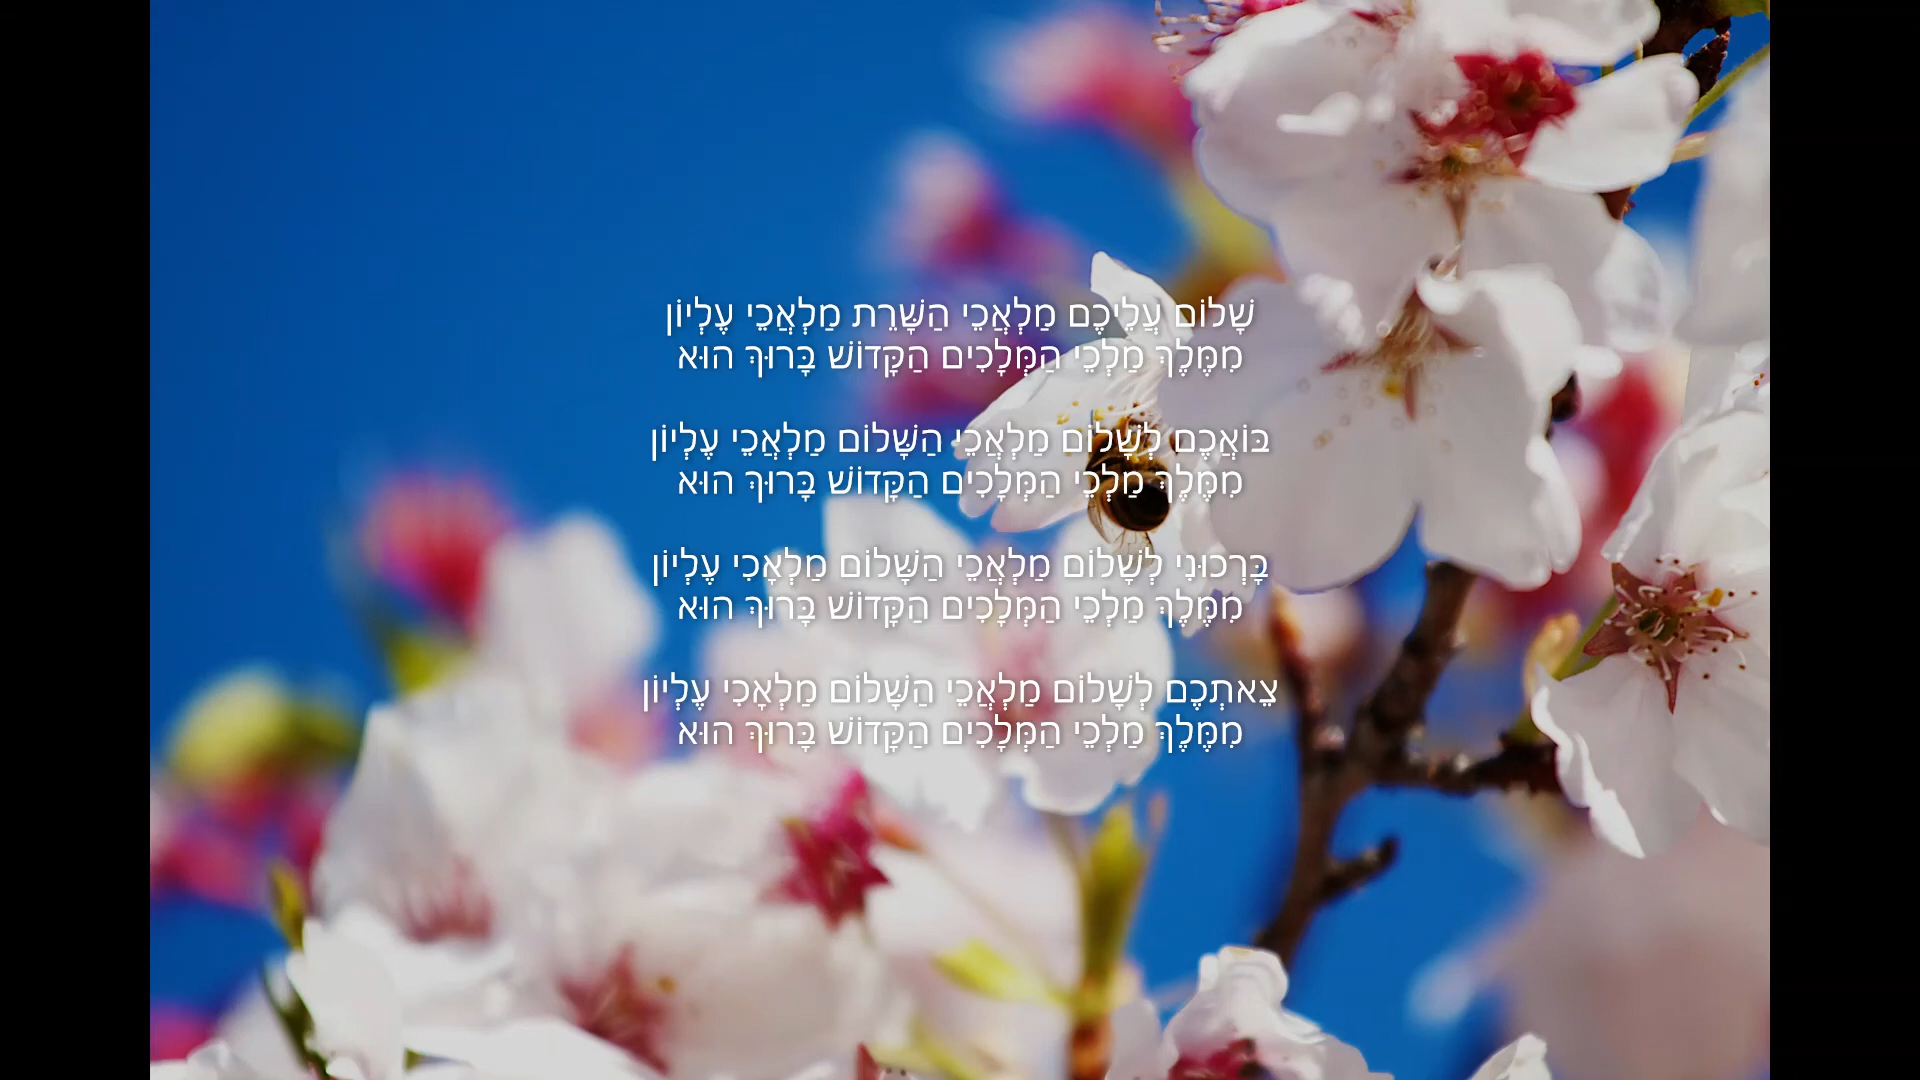 שָׁלוֹם עֲלֵיכֶם מַלְאֲכֵי הַשָּׁרֵת מַלְאֲכֵי עֶלְיוֹן
מִמֶּלֶךְ מַלְכֵי הַמְּלָכִים הַקָּדוֹשׁ בָּרוּךְ הוּא
בּוֹאֲכֶם לְשָׁלוֹם מַלְאֲכֵי הַשָּׁלוֹם מַלְאֲכֵי עֶלְיוֹן
מִמֶּלֶךְ מַלְכֵי הַמְּלָכִים הַקָּדוֹשׁ בָּרוּךְ הוּא
בָּרְכוּנִי לְשָׁלוֹם מַלְאֲכֵי הַשָּׁלוֹם מַלְאָכִי עֶלְיוֹן
מִמֶּלֶךְ מַלְכֵי הַמְּלָכִים הַקָּדוֹשׁ בָּרוּךְ הוּא
צֵאתְכֶם לְשָׁלוֹם מַלְאֲכֵי הַשָּׁלוֹם מַלְאָכִי עֶלְיוֹן
מִמֶּלֶךְ מַלְכֵי הַמְּלָכִים הַקָּדוֹשׁ בָּרוּךְ הוּא